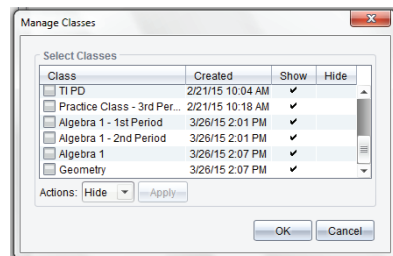 Manage Classes
Select Classes
Class Created Show Hide
TI PD 2/21/15 10:04 AM ✔
Practice Class - 3rd Per... 2/21/15 10:18 AM ✔
Algebra 1 - 1st Period 3/26/15 2:01 PM ✔
Algebra 1 - 2nd Period 3/26/15 2:01 PM ✔
Algebra 1 3/26/15 2:07 PM ✔
Geometry 3/26/15 2:07 PM ✔
Actions: Hide Apply
OK Cancel